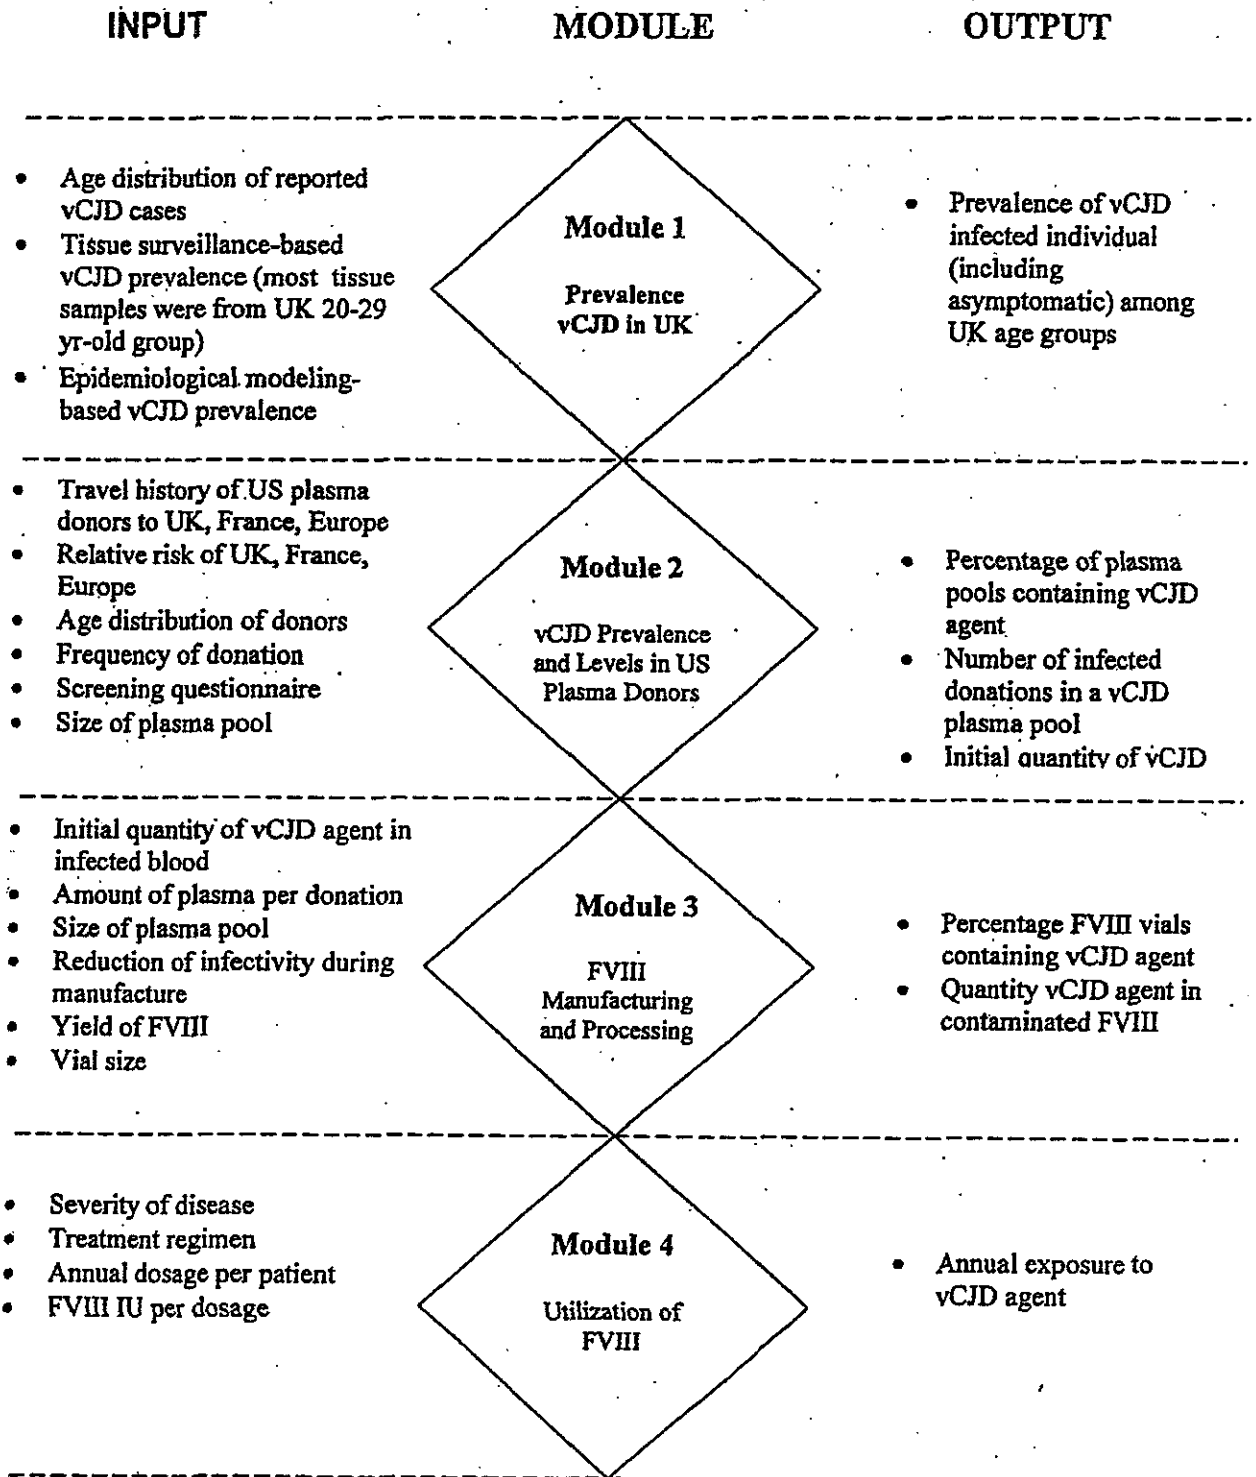 INPUT
MODULE
OUTPUT
• Age distribution of reported
vCJD cases
• Tissue surveillance-based
vCJD prevalence (most tissue
samples were from UK 20-29
yr-old group)
• Epidemiological modeling-
based vCJD prevalence
Module 1
Prevalence
vCJD in UK
• Prevalence of vCJD
infected individual
(including
asymptomatic) among
UK age groups
• Travel history of US plasma
donors to UK, France, Europe
• Relative risk of UK, France,
Europe
• Age distribution of donors
• Frequency of donation
• Screening questionnaire
• Size of plasma pool
Module 2
vCJD Prevalence
and Levels in US
Plasma Donors
• Percentage of plasma
pools containing vCJD
agent
• Number of infected
donations in a vCJD
plasma pool
• Initial quantity of vCJD
• Initial quantity of vCJD agent in
infected blood
• Amount of plasma per donation
• Size of plasma pool
• Reduction of infectivity during
manufacture
• Yield of FVIII
• Vial size
Module 3
FVIII
Manufacturing
and Processing
• Percentage FVIII vials
containing vCJD agent
• Quantity vCJD agent in
contaminated FVIII
• Severity of disease
• Treatment regimen
• Annual dosage per patient
• FVIII IU per dosage
Module 4
Utilization of
FVIII
• Annual exposure to
vCJD agent